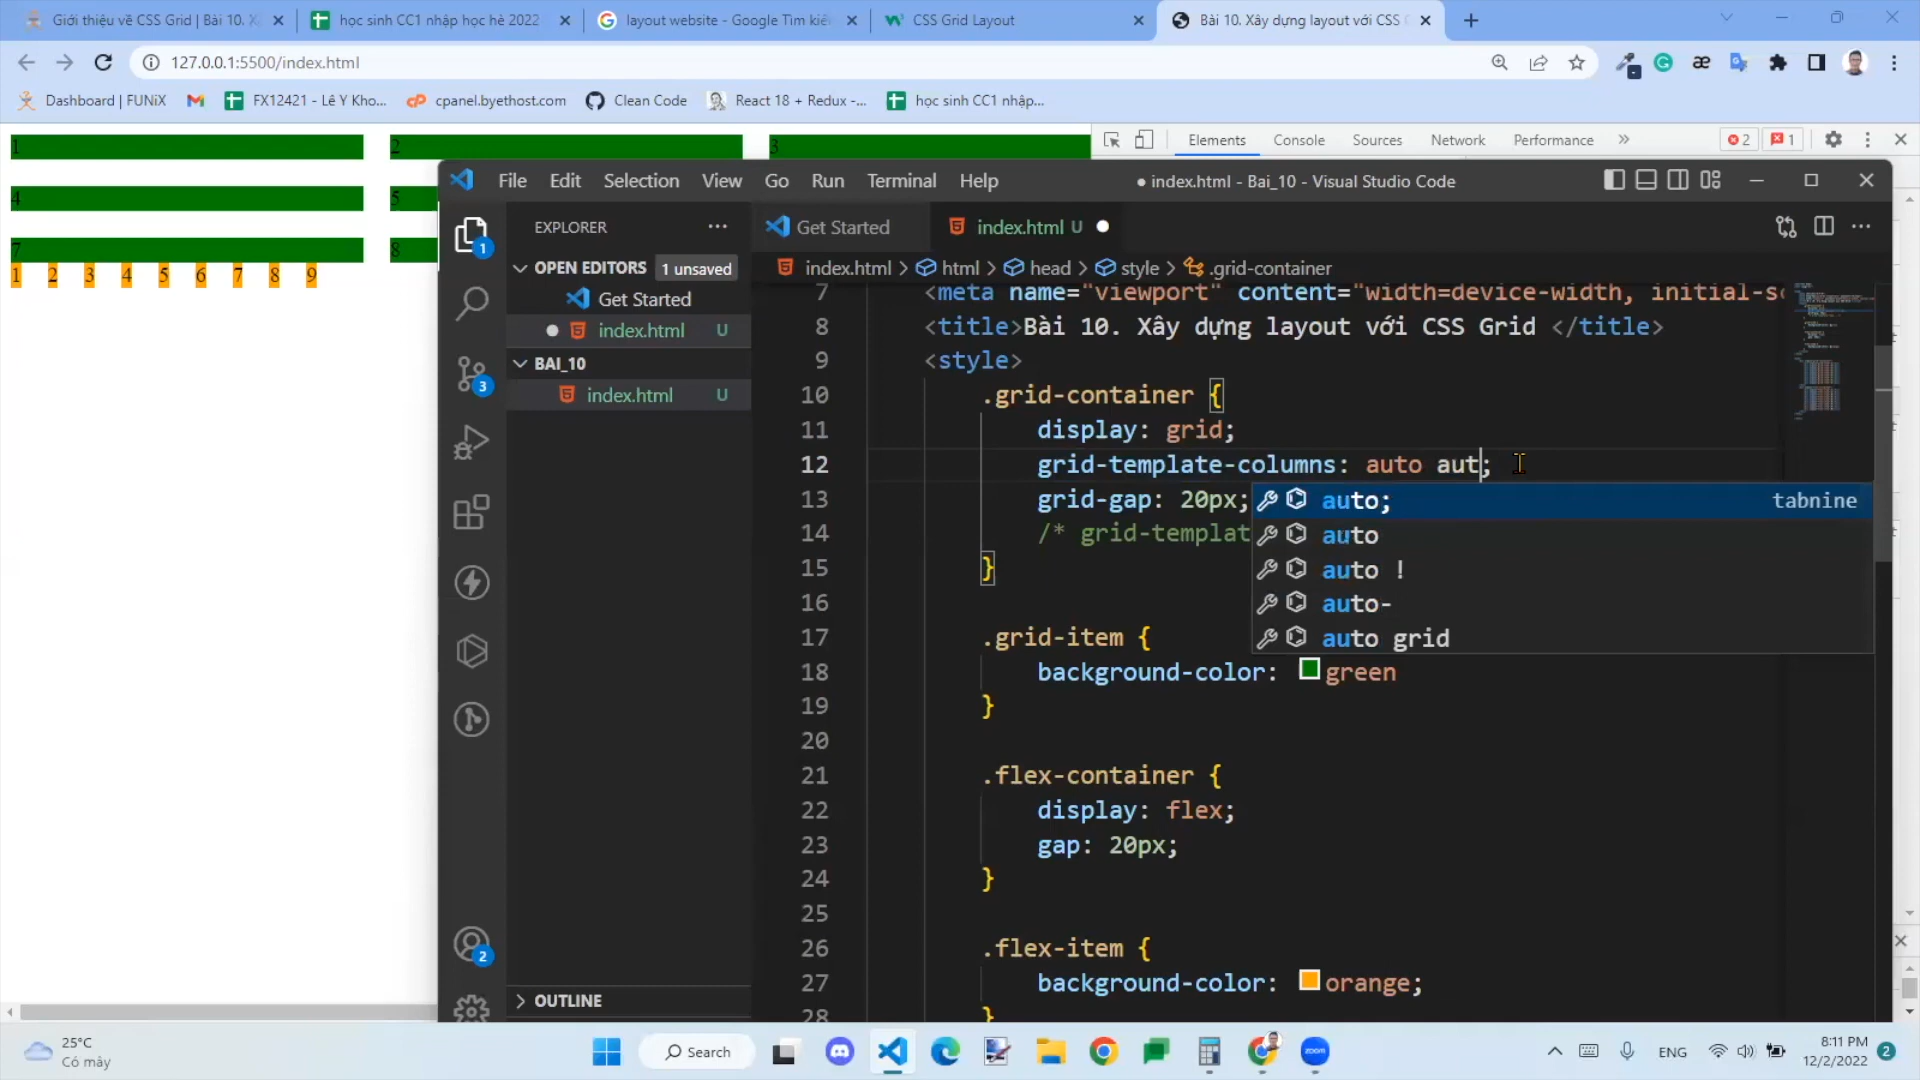 Giới thiệu về CSS Grid | Bài 10. X
học sinh CC1 nhập học hè 2022
layout website - Google Tìm kiế
CSS Grid Layout
Bài 10. Xây dựng layout với CSS G
127.0.0.1:5500/index.html
Dashboard | FUNiX
FX12421 - Lê Y Kho...
cpanel.byethost.com
Clean Code
React 18 + Redux -...
học sinh CC1 nhập...
1 2 3
4 5
7 8
1 2 3 4 5 6 7 8 9
Elements Console Sources Network Performance » 2 1
File Edit Selection View Go Run Terminal Help
● index.html - Bai_10 - Visual Studio Code
EXPLORER ···
OPEN EDITORS 1 unsaved
Get Started
index.html U
BAI_10
index.html U
OUTLINE
1
3
2
Get Started
index.html U
index.html > html > head > style > .grid-container
7 <meta name="viewport" content="width=device-width, initial-sc
8 <title>Bài 10. Xây dựng layout với CSS Grid </title>
9 <style>
10 .grid-container {
11 display: grid;
12 grid-template-columns: auto aut;
13 grid-gap: 20px;
14 /* grid-templat
15 }
16
17 .grid-item {
18 background-color: green
19 }
20
21 .flex-container {
22 display: flex;
23 gap: 20px;
24 }
25
26 .flex-item {
27 background-color: orange;
28 }
auto; tabnine
auto
auto !
auto-
auto grid
25°C
Có mây
Search
zoom
ENG
8:11 PM
12/2/2022
2